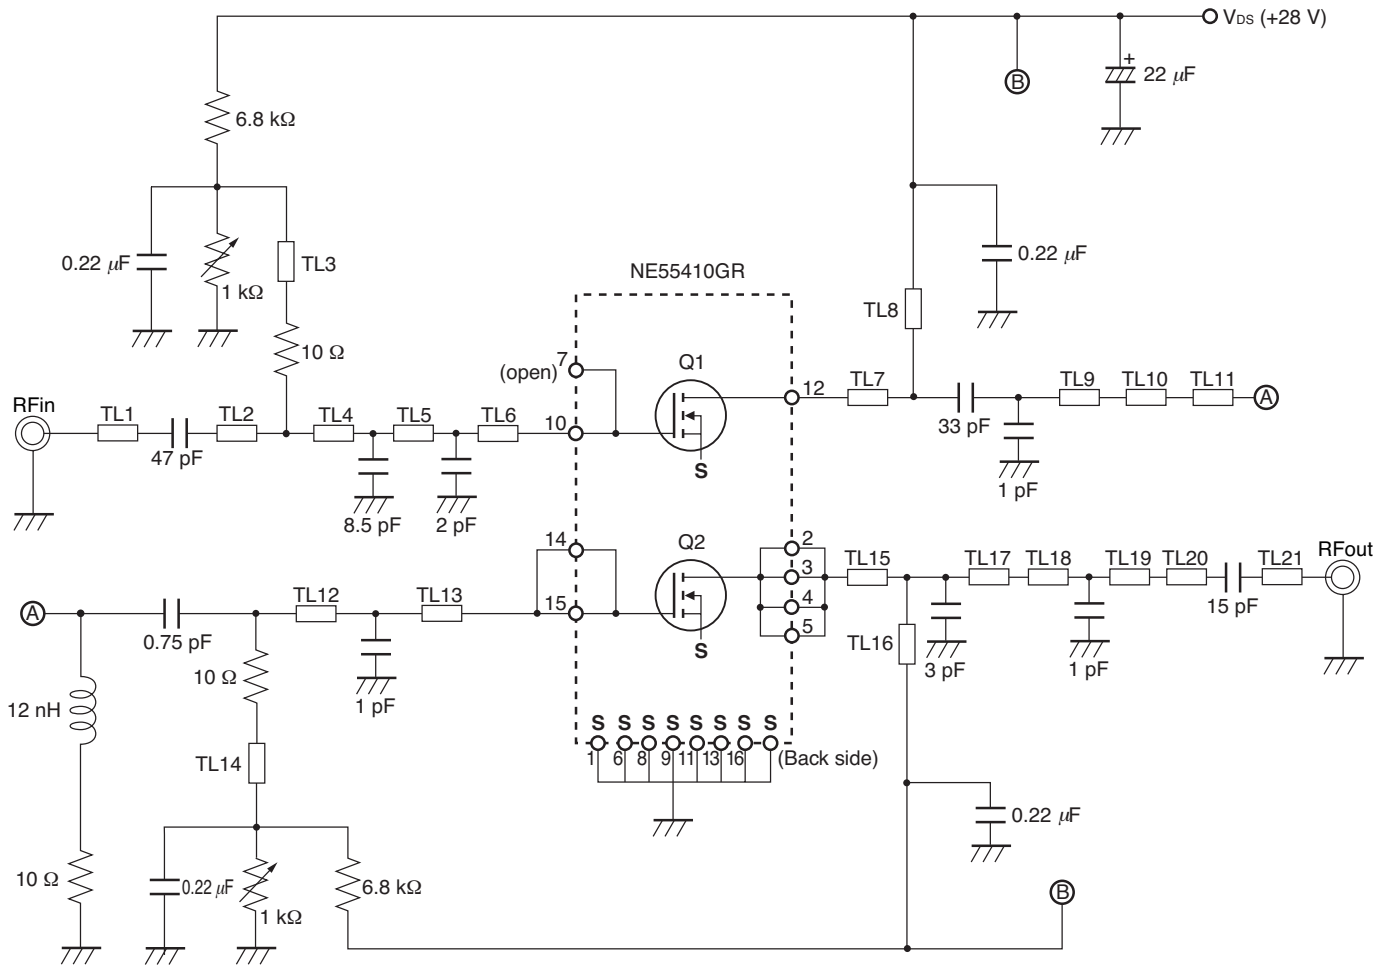 VDS (+28 V)
B
+
22 μF
6.8 kΩ
0.22 μF
1 kΩ
TL3
0.22 μF
NE55410GR
TL8
10 Ω
7
(open)
Q1
12
TL7
TL9
TL10
TL11
A
RFin
TL1
TL2
TL4
TL5
TL6
10
33 pF
47 pF
S
1 pF
8.5 pF
2 pF
14
Q2
2
3
4
5
TL15
TL17
TL18
TL19
TL20
TL21
RFout
A
TL12
TL13
15
15 pF
0.75 pF
TL16
S
10 Ω
3 pF
1 pF
1 pF
12 nH
S S S S S S S S
1 6 8 9 11 13 16 (Back side)
TL14
0.22 μF
10 Ω
0.22 μF
1 kΩ
6.8 kΩ
B